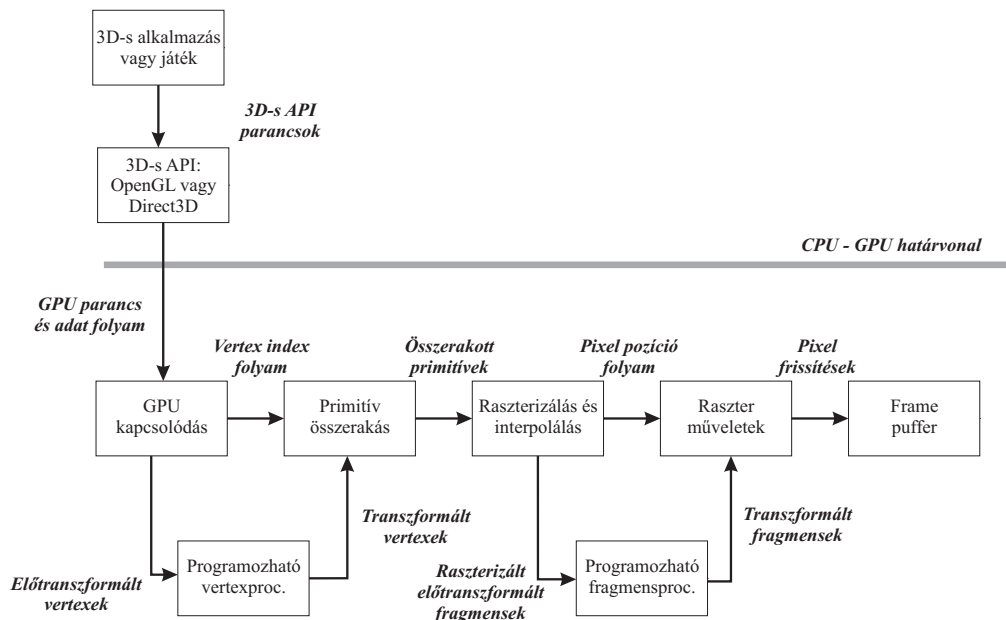 3D-s alkalmazás
vagy játék
3D-s API
parancsok
3D-s API:
OpenGL vagy
Direct3D
CPU - GPU határvonal
GPU parancs
és adat folyam
Vertex index
folyam
Összerakott
primitívek
Pixel pozíció
folyam
Pixel
frissítések
GPU
kapcsolódás
Primitív
összerakás
Raszterizálás és
interpolálás
Raszter
műveletek
Frame
puffer
Előtranszformált
vertexek
Programozható
vertexproc.
Transzformált
vertexek
Raszterizált
előtranszformált
fragmensek
Programozható
fragmensproc.
Transzformált
fragmensek